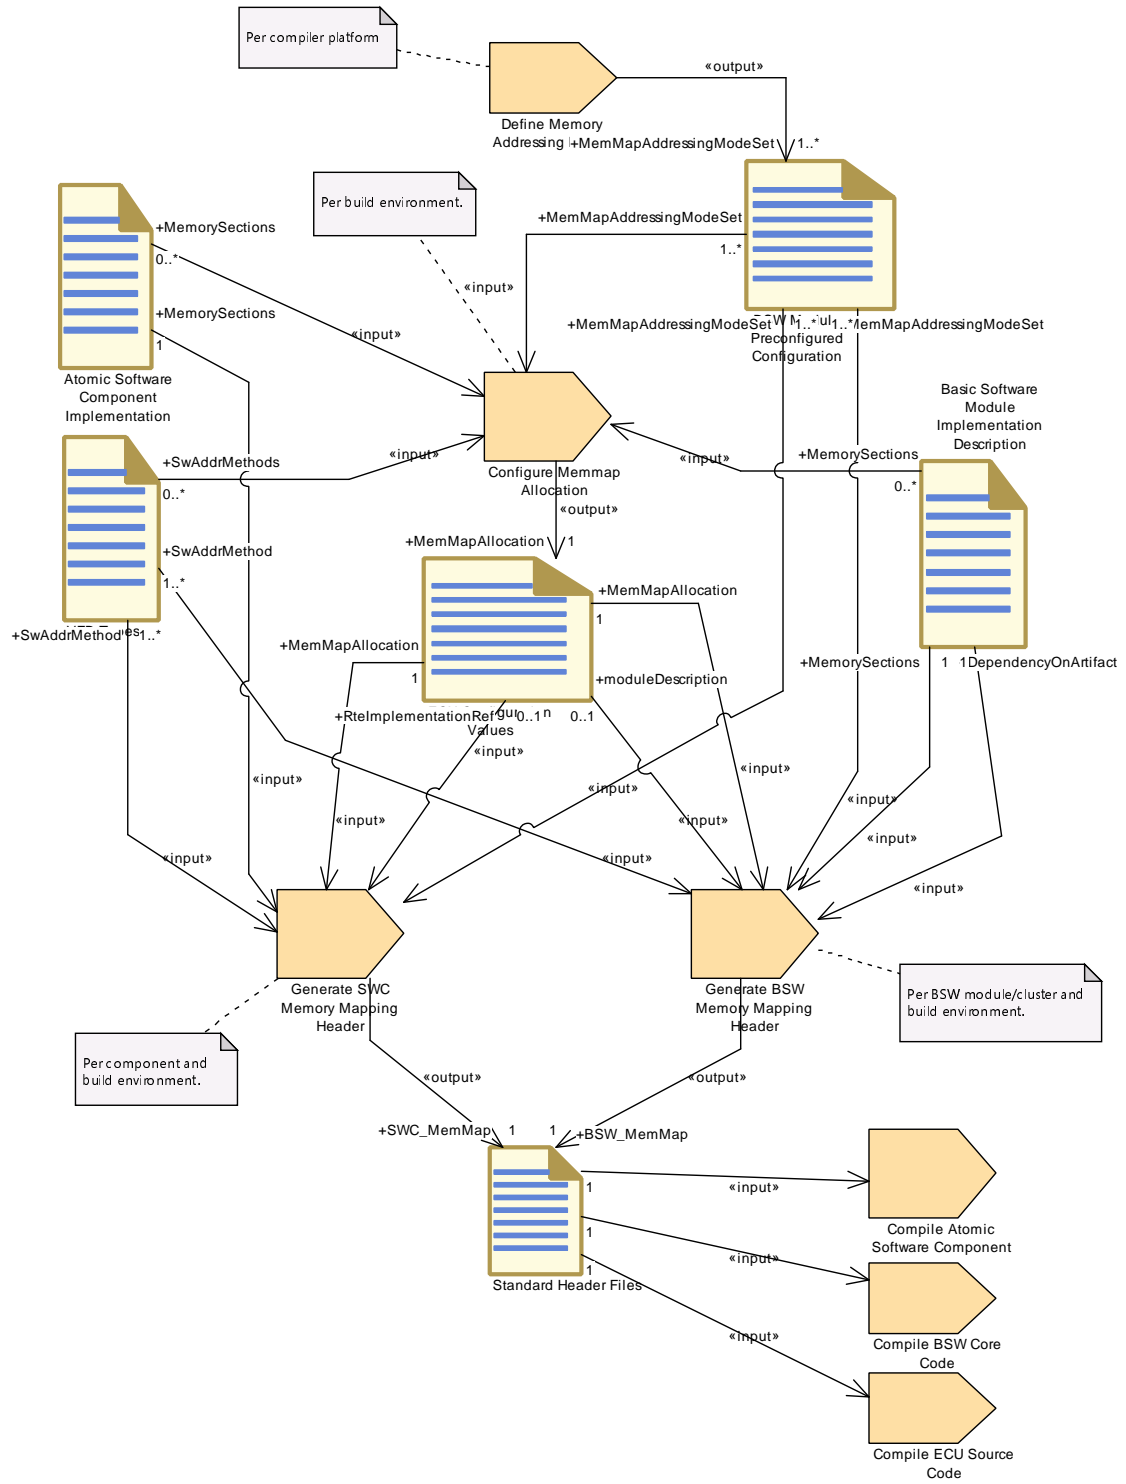 Per compiler platform
«output»
Define Memory
Addressing
+MemMapAddressingModeSet
1..*
Per build environment.
+MemMapAddressingModeSet
1..*
+MemorySections
0..*
«input»
+MemorySections
1
«input»
+MemMapAddressingModeSet
1..*
1..*
MemMapAddressingModeSet
Preconfigured
Configuration
Atomic Software
Component
Implementation
Basic Software
Module
Implementation
Description
«input»
«input»
+MemorySections
0..*
+SwAddrMethods
0..*
Configure Memmap
Allocation
«output»
+MemMapAllocation
1
+SwAddrMethod
1..*
+MemMapAllocation
1
+SwAddrMethod
1..*
+MemMapAllocation
1
+MemorySections
1
1
DependencyOnArtifact
+moduleDescription
0..1
+RteImplementationRef
0..1
Values
«input»
«input»
«input»
«input»
«input»
«input»
«input»
«input»
«input»
«input»
«input»
«input»
Generate SWC
Memory Mapping
Header
Generate BSW
Memory Mapping
Header
Per BSW module/cluster and
build environment.
Per component and
build environment.
«output»
«output»
+SWC_MemMap
1
1
+BSW_MemMap
1
«input»
Compile Atomic
Software Component
1
«input»
1
Standard Header Files
«input»
Compile BSW Core
Code
Compile ECU Source
Code